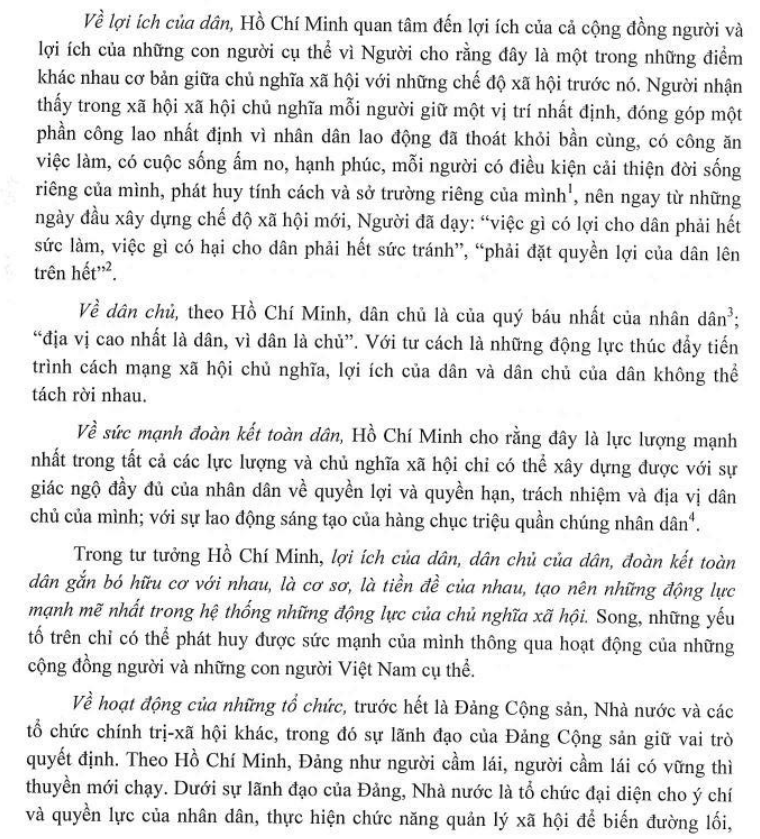 Về lợi ích của dân, Hồ Chí Minh quan tâm đến lợi ích của cả cộng đồng người và
lợi ích của những con người cụ thể vì Người cho rằng đây là một trong những điểm
khác nhau cơ bản giữa chủ nghĩa xã hội với những chế độ xã hội trước nó. Người nhận
thấy trong xã hội xã hội chủ nghĩa mỗi người giữ một vị trí nhất định, đóng góp một
phần công lao nhất định vì nhân dân lao động đã thoát khỏi bần cùng, có công ăn
việc làm, có cuộc sống ấm no, hạnh phúc, mỗi người có điều kiện cải thiện đời sống
riêng của mình, phát huy tính cách và sở trường riêng của mình¹, nên ngay từ những
ngày đầu xây dựng chế độ xã hội mới, Người đã dạy: “việc gì có lợi cho dân phải hết
sức làm, việc gì có hại cho dân phải hết sức tránh”, “phải đặt quyền lợi của dân lên
trên hết”².
Về dân chủ, theo Hồ Chí Minh, dân chủ là của quý báu nhất của nhân dân³;
“địa vị cao nhất là dân, vì dân là chủ”. Với tư cách là những động lực thúc đẩy tiến
trình cách mạng xã hội chủ nghĩa, lợi ích của dân và dân chủ của dân không thể
tách rời nhau.
Về sức mạnh đoàn kết toàn dân, Hồ Chí Minh cho rằng đây là lực lượng mạnh
nhất trong tất cả các lực lượng và chủ nghĩa xã hội chỉ có thể xây dựng được với sự
giác ngộ đầy đủ của nhân dân về quyền lợi và quyền hạn, trách nhiệm và địa vị dân
chủ của mình; với sự lao động sáng tạo của hàng chục triệu quần chúng nhân dân⁴.
Trong tư tưởng Hồ Chí Minh, lợi ích của dân, dân chủ của dân, đoàn kết toàn
dân gắn bó hữu cơ với nhau, là cơ sơ, là tiền đề của nhau, tạo nên những động lực
mạnh mẽ nhất trong hệ thống những động lực của chủ nghĩa xã hội. Song, những yếu
tố trên chỉ có thể phát huy được sức mạnh của mình thông qua hoạt động của những
cộng đồng người và những con người Việt Nam cụ thể.
Về hoạt động của những tổ chức, trước hết là Đảng Cộng sản, Nhà nước và các
tổ chức chính trị-xã hội khác, trong đó sự lãnh đạo của Đảng Cộng sản giữ vai trò
quyết định. Theo Hồ Chí Minh, Đảng như người cầm lái, người cầm lái có vững thì
thuyền mới chạy. Dưới sự lãnh đạo của Đảng, Nhà nước là tổ chức đại diện cho ý chí
và quyền lực của nhân dân, thực hiện chức năng quản lý xã hội để biến đường lối,